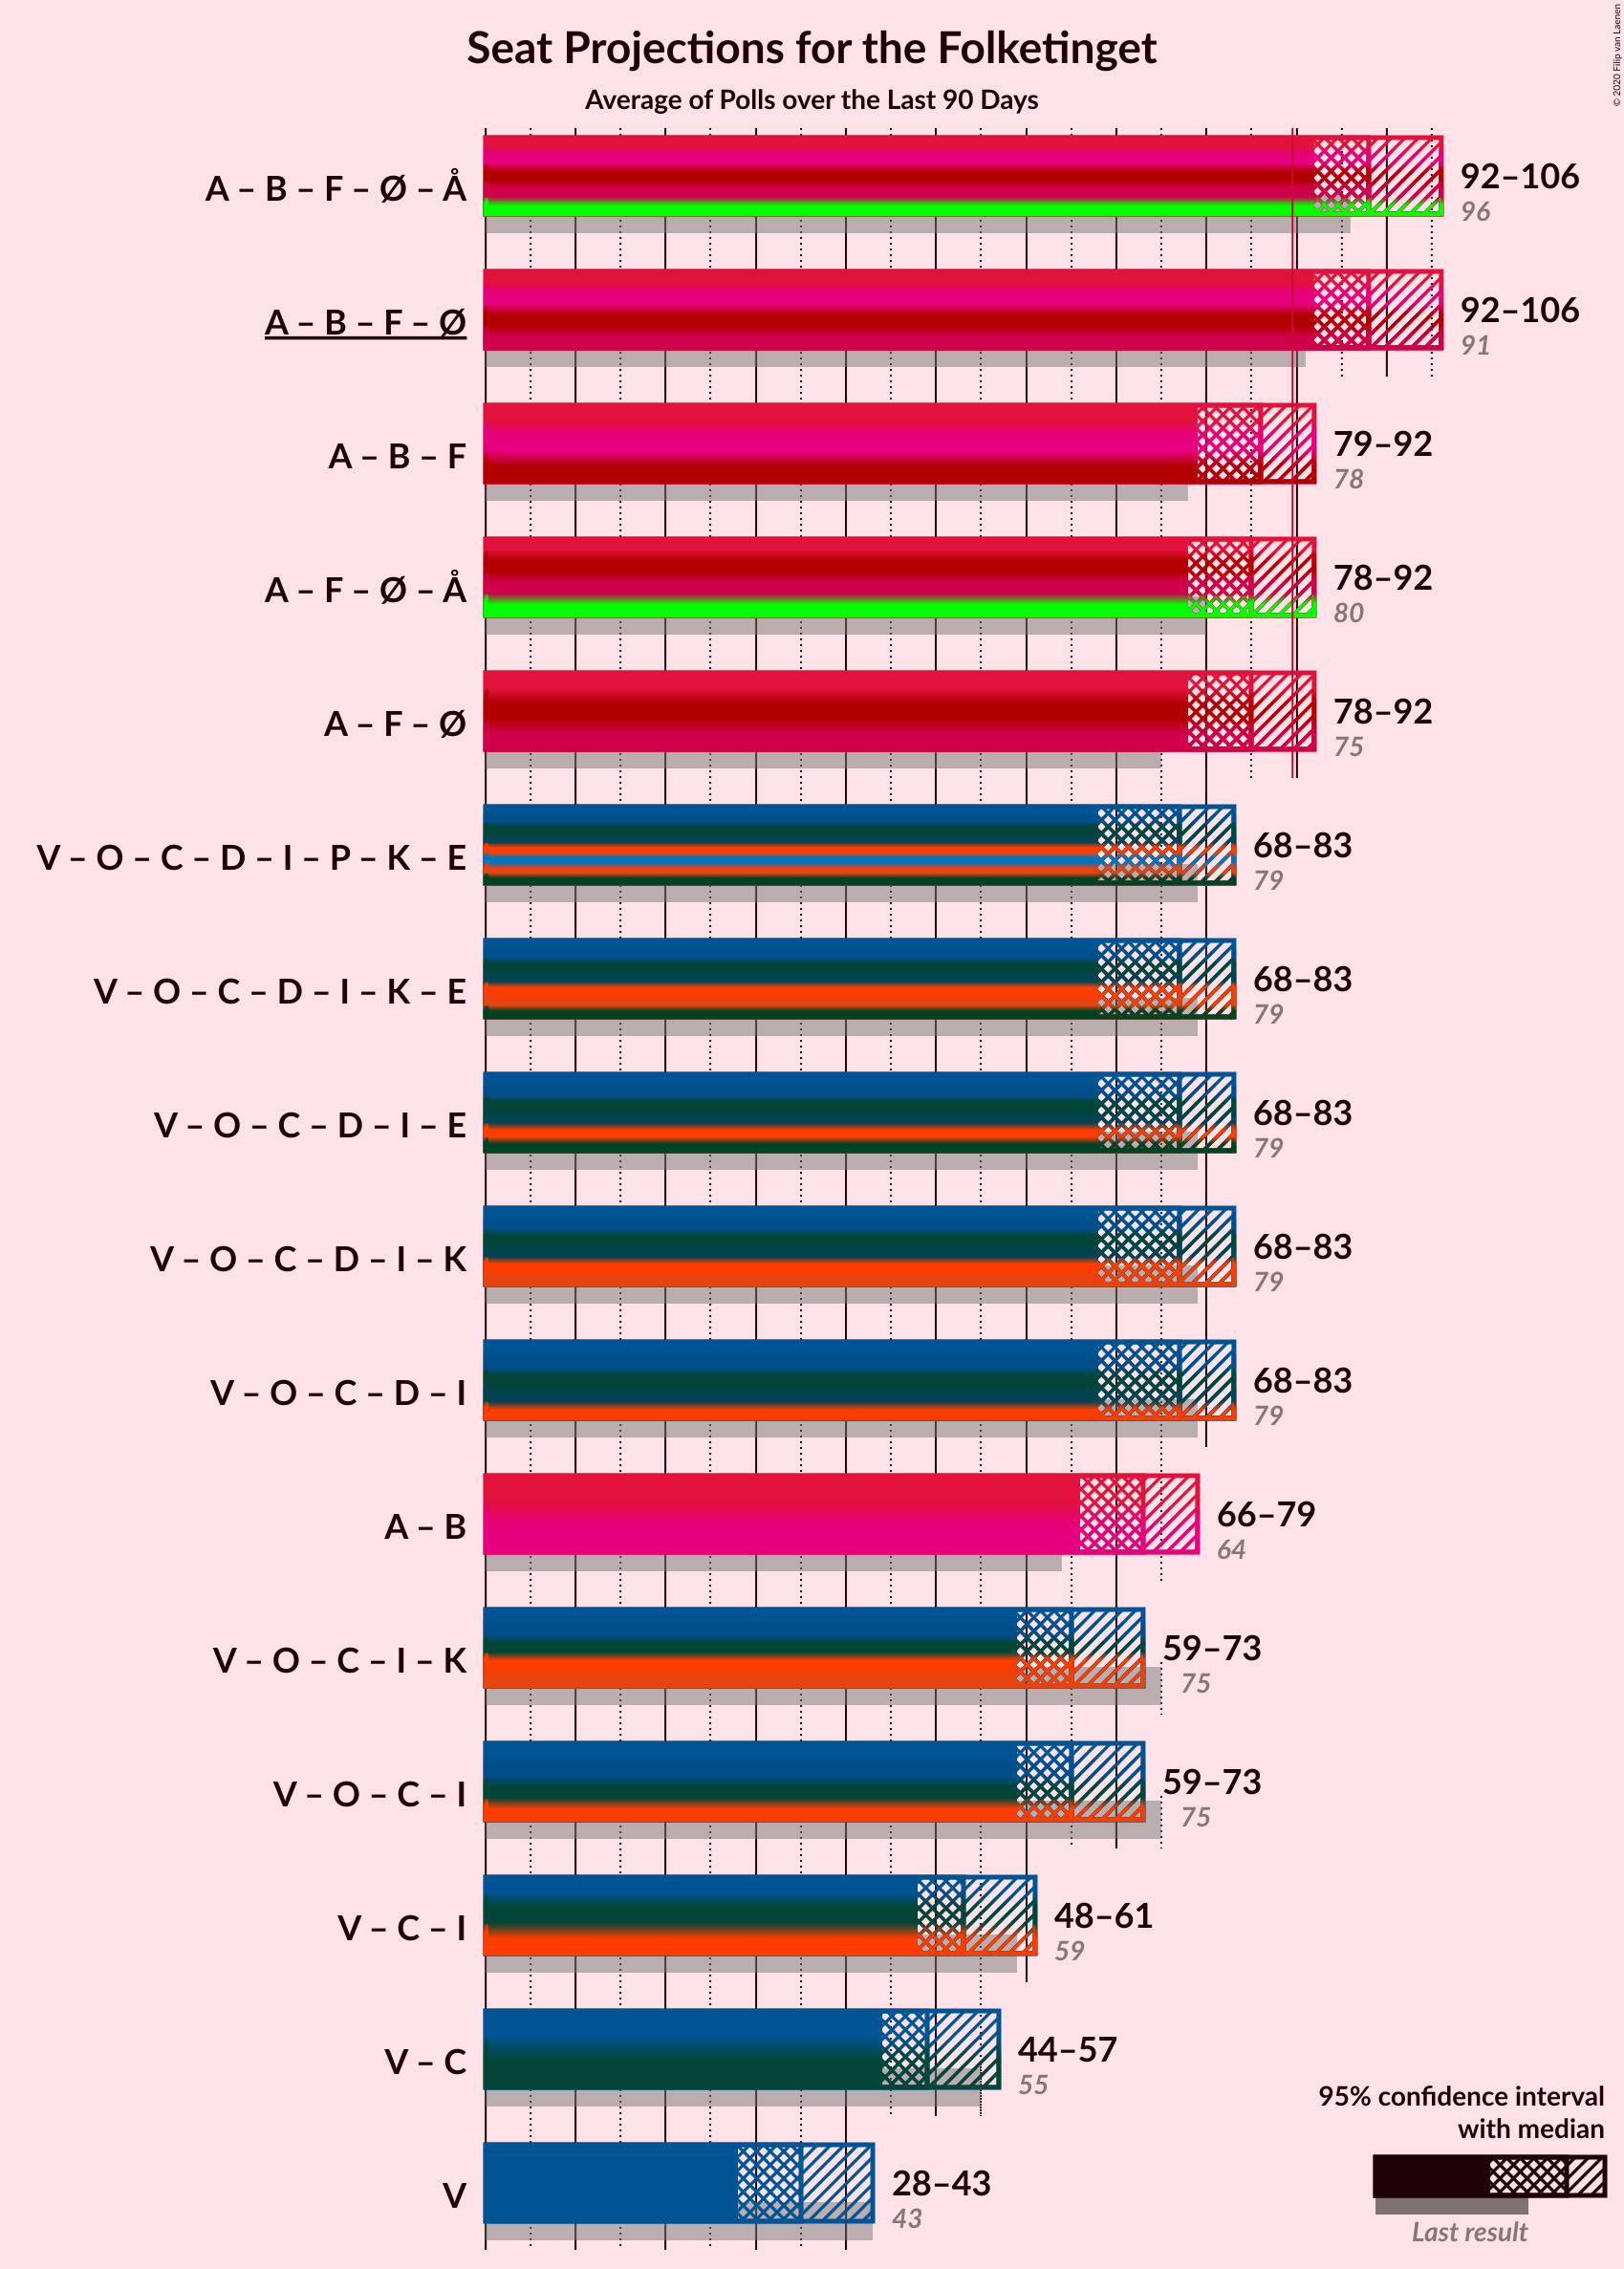 Seat Projections for the Folketinget
Average of Polls over the Last 90 Days
© 2020 Filip van Laenen
A – B – F – Ø – Å
92–106
96
A – B – F – Ø
92–106
91
A – B – F
79–92
78
A – F – Ø – Å
78–92
80
A – F – Ø
78–92
75
V – O – C – D – I – P – K – E
68–83
79
V – O – C – D – I – K – E
68–83
79
V – O – C – D – I – E
68–83
79
V – O – C – D – I – K
68–83
79
V – O – C – D – I
68–83
79
A – B
66–79
64
V – O – C – I – K
59–73
75
V – O – C – I
59–73
75
V – C – I
48–61
59
V – C
44–57
55
V
28–43
43
95% confidence interval
with median
Last result